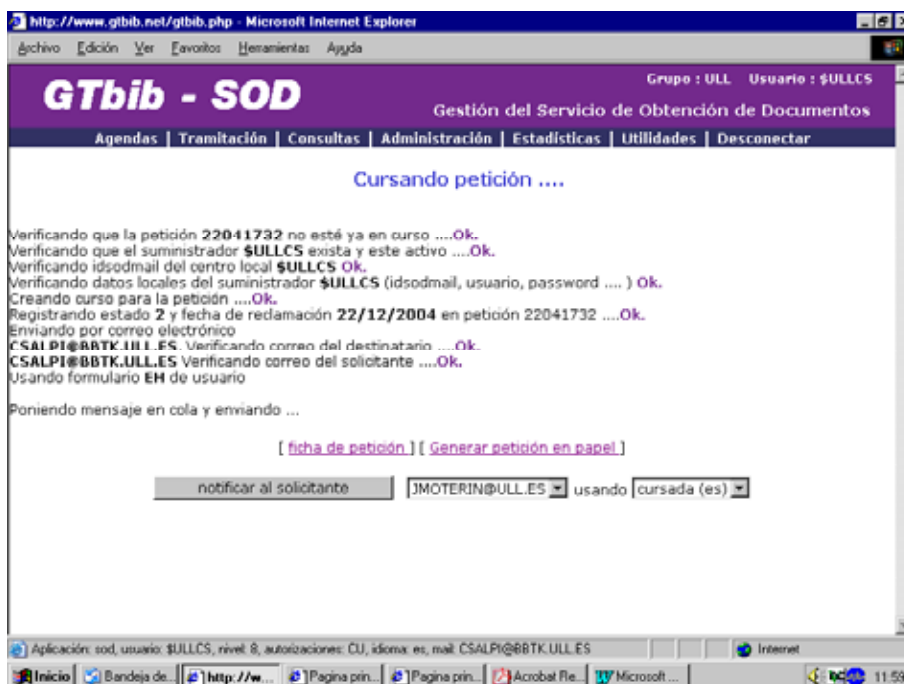 http://www.gtbib.net/gtbib.php - Microsoft Internet Explorer
Archivo Edición Ver Favoritos Herramientas Ayuda
Grupo : ULL Usuario : $ULLCS
GTbib - SOD
Gestión del Servicio de Obtención de Documentos
Agendas | Tramitación | Consultas | Administración | Estadísticas | Utilidades | Desconectar
Cursando petición ....
Verificando que la petición 22041732 no esté ya en curso ....Ok.
Verificando que el suministrador $ULLCS exista y este activo ....Ok.
Verificando idsodmail del centro local $ULLCS Ok.
Verificando datos locales del suministrador $ULLCS (idsodmail, usuario, password .... ) Ok.
Creando curso para la petición ....Ok.
Registrando estado 2 y fecha de reclamación 22/12/2004 en petición 22041732 ....Ok.
Enviando por correo electrónico
CSALPI@BBTK.ULL.ES. Verificando correo del destinatario ....Ok.
CSALPI@BBTK.ULL.ES Verificando correo del solicitante ....Ok.
Usando formulario EH de usuario
Poniendo mensaje en cola y enviando ...
[ ficha de petición ] [ Generar petición en papel ]
notificar al solicitante JMOTERIN@ULL.ES usando cursada (es)
Aplicación: sod, usuario: $ULLCS, nivel: 8, autorizaciones: CU, idioma: es, mail: CSALPI@BBTK.ULL.ES Internet
Inicio Bandeja de... http://w... Pagina prin... Pagina prin... Acrobat Re... Microsoft ... 11:59